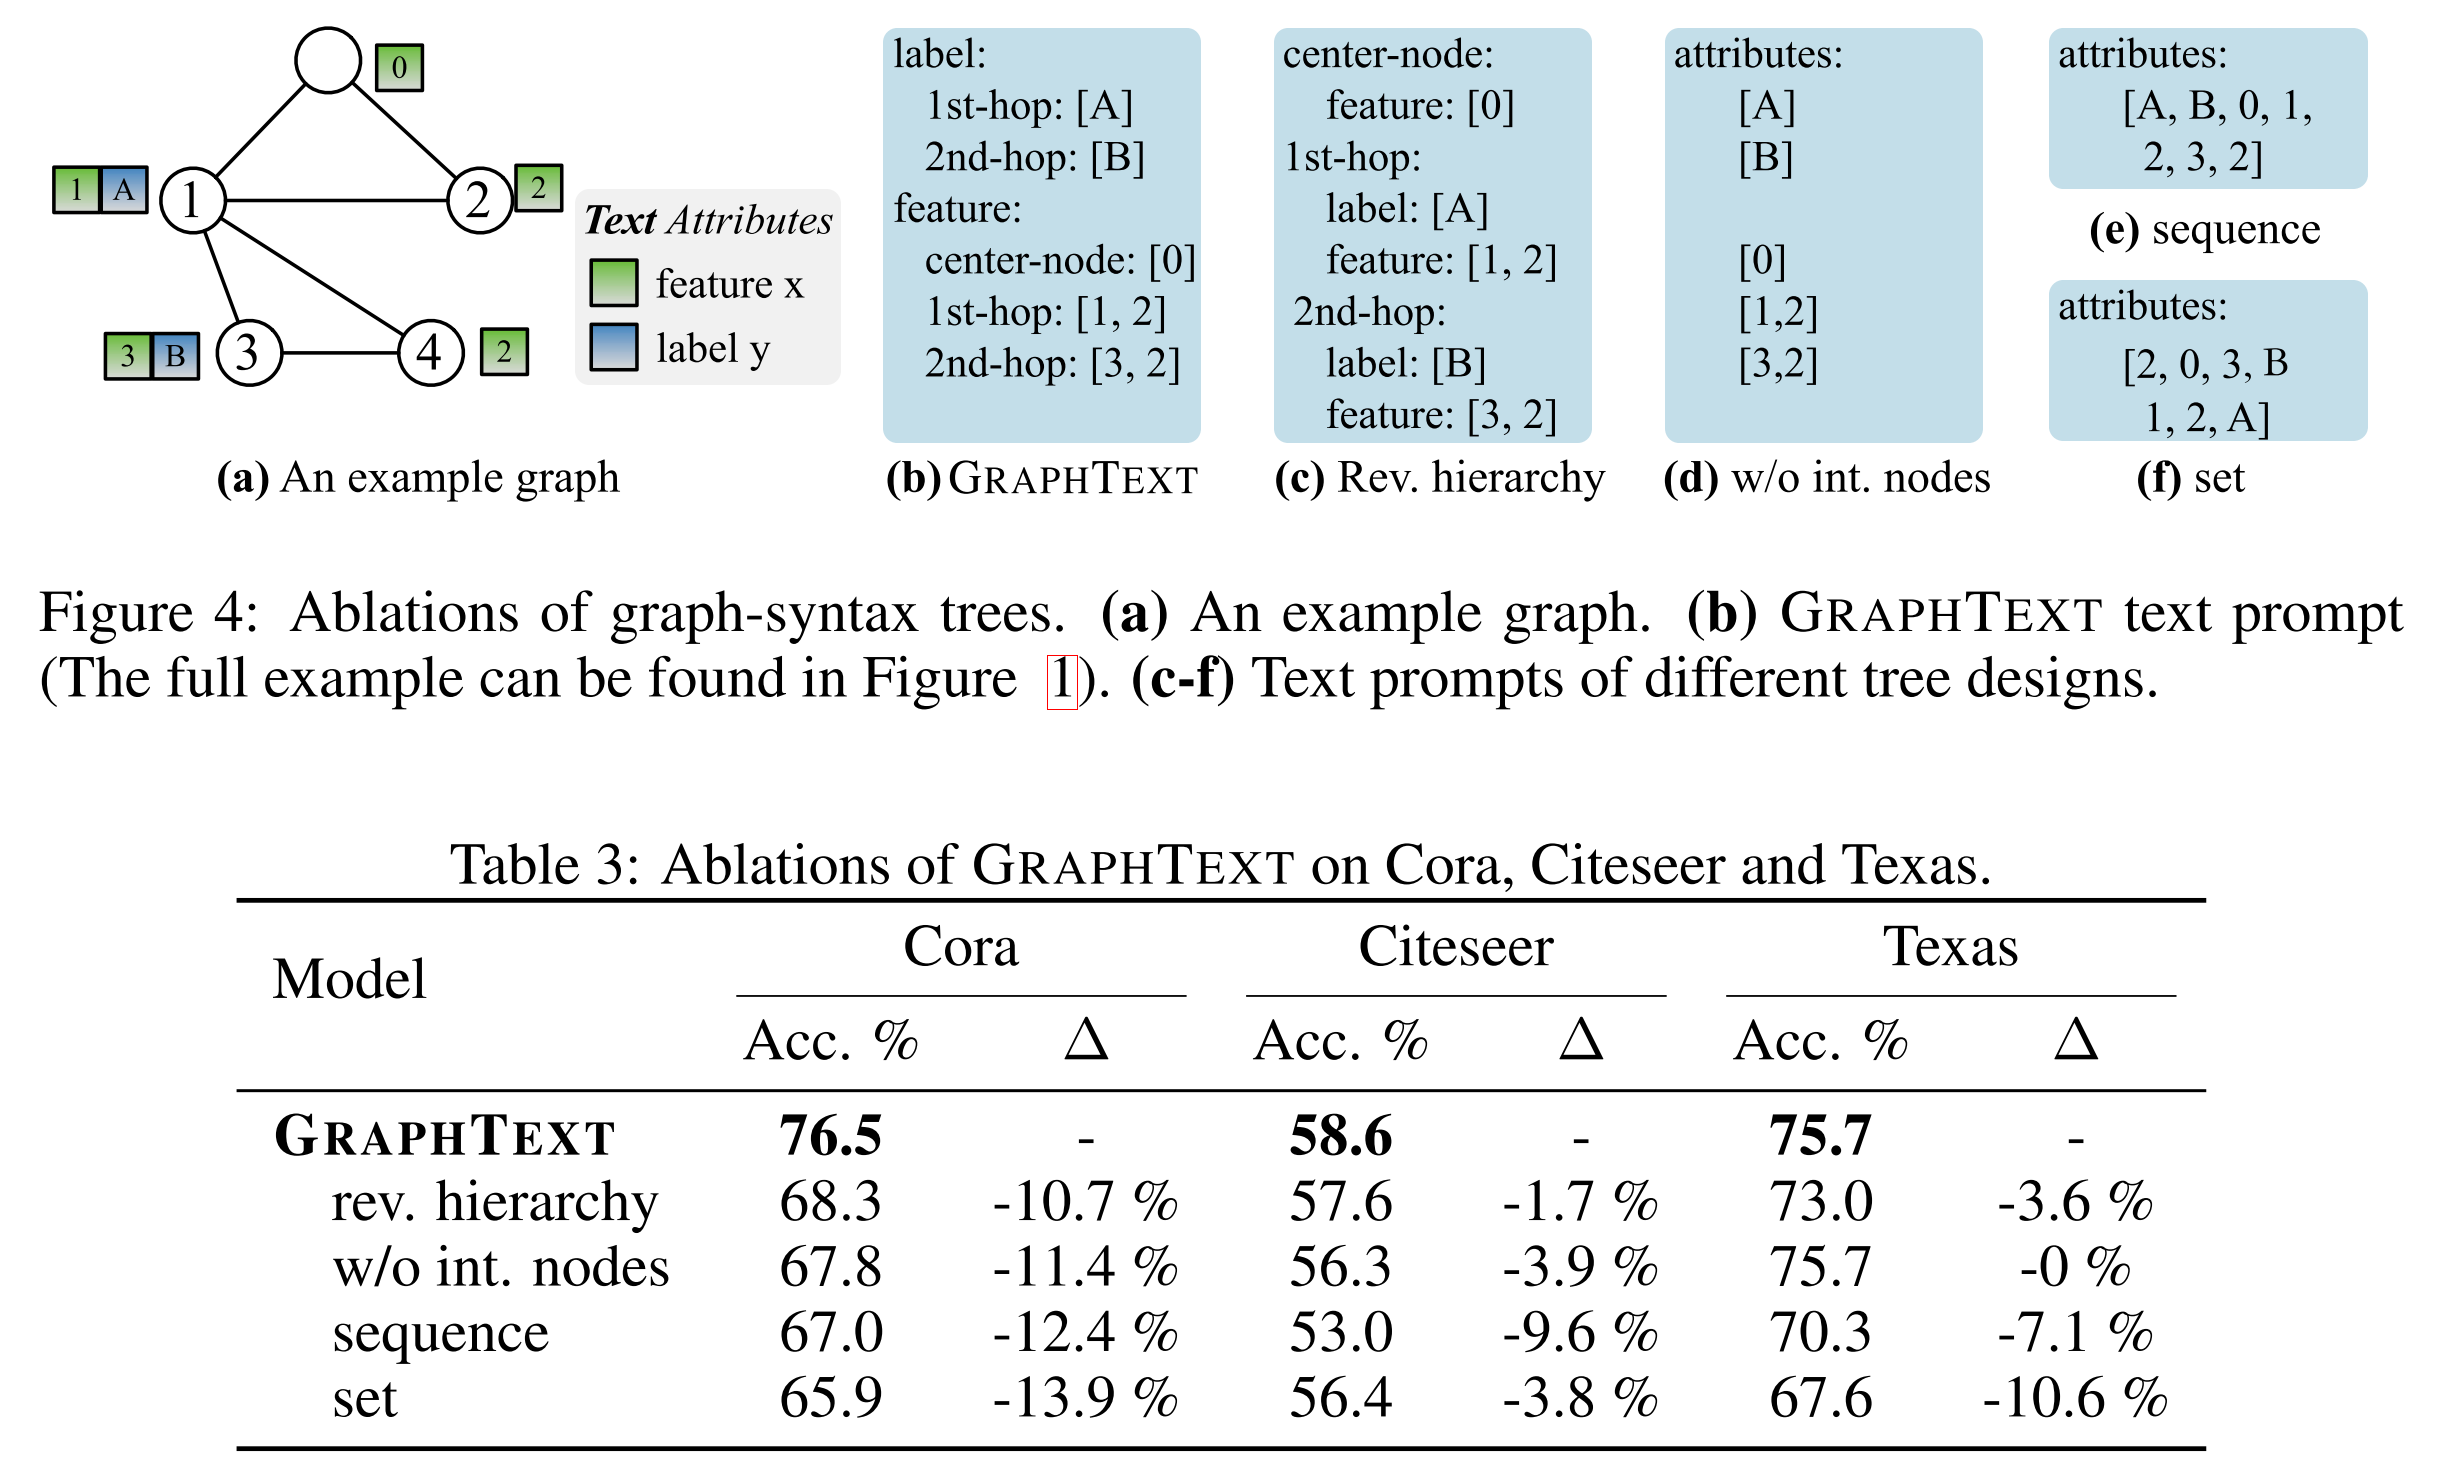 0
1 A
1
2
2
Text Attributes
feature x
label y
3 B
3
4
2
(a) An example graph
label:
1st-hop: [A]
2nd-hop: [B]
feature:
center-node: [0]
1st-hop: [1, 2]
2nd-hop: [3, 2]
(b) GRAPHTEXT
center-node:
feature: [0]
1st-hop:
label: [A]
feature: [1, 2]
2nd-hop:
label: [B]
feature: [3, 2]
(c) Rev. hierarchy
attributes:
[A]
[B]
[0]
[1,2]
[3,2]
(d) w/o int. nodes
attributes:
[A, B, 0, 1,
2, 3, 2]
(e) sequence
attributes:
[2, 0, 3, B
1, 2, A]
(f) set
Figure 4: Ablations of graph-syntax trees. (a) An example graph. (b) GRAPHTEXT text prompt
(The full example can be found in Figure 1). (c-f) Text prompts of different tree designs.
Table 3: Ablations of GRAPHTEXT on Cora, Citeseer and Texas.
Model Cora Citeseer Texas
Acc. % Δ Acc. % Δ Acc. % Δ
GRAPHTEXT 76.5 - 58.6 - 75.7 -
rev. hierarchy 68.3 -10.7 % 57.6 -1.7 % 73.0 -3.6 %
w/o int. nodes 67.8 -11.4 % 56.3 -3.9 % 75.7 -0 %
sequence 67.0 -12.4 % 53.0 -9.6 % 70.3 -7.1 %
set 65.9 -13.9 % 56.4 -3.8 % 67.6 -10.6 %